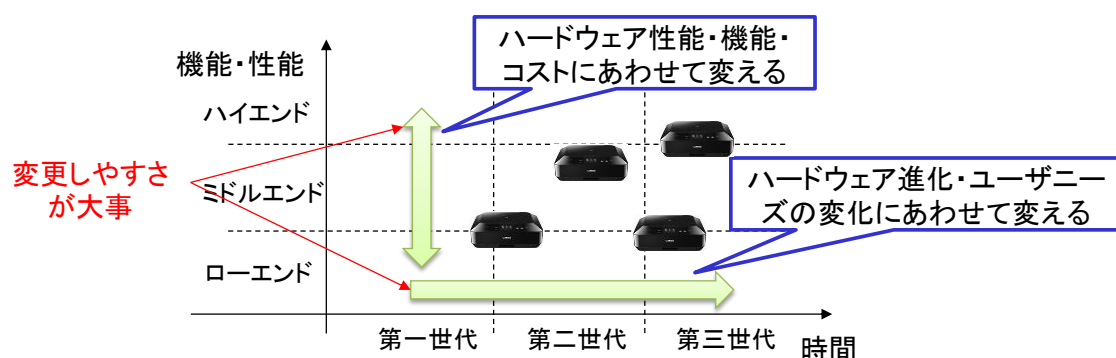 ハードウェア性能・機能・
コストにあわせて変える
機能・性能
ハイエンド
変更しやすさ
が大事
ミドルエンド
ハードウェア進化・ユーザニー
ズの変化にあわせて変える
ローエンド
第一世代
第二世代
第三世代
時間